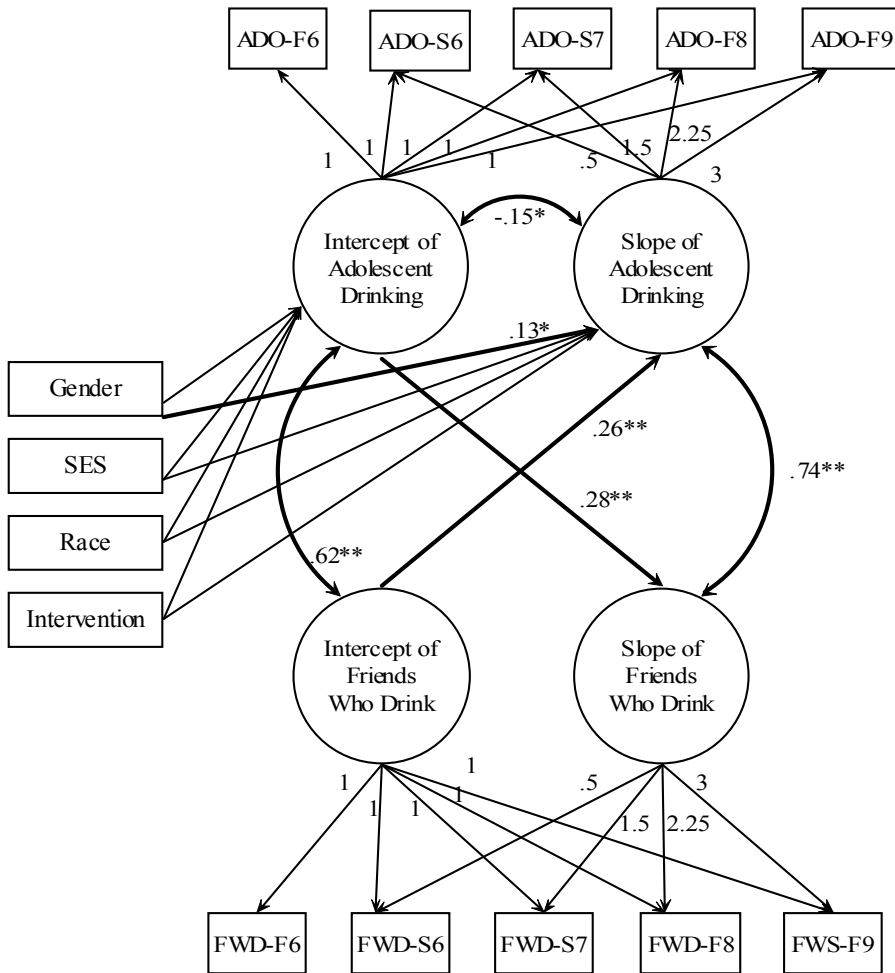 ADO-F6 ADO-S6 ADO-S7 ADO-F8 ADO-F9
1 1 1 1 1 .5 1.5 2.25 3
-.15*
Intercept of
Adolescent
Drinking
Slope of
Adolescent
Drinking
.13*
Gender
SES
Race
Intervention
.26**
.28**
.74**
.62**
Intercept of
Friends
Who Drink
Slope of
Friends
Who Drink
1 1 1 1 1 .5 1.5 2.25 3
FWD-F6 FWD-S6 FWD-S7 FWD-F8 FWS-F9